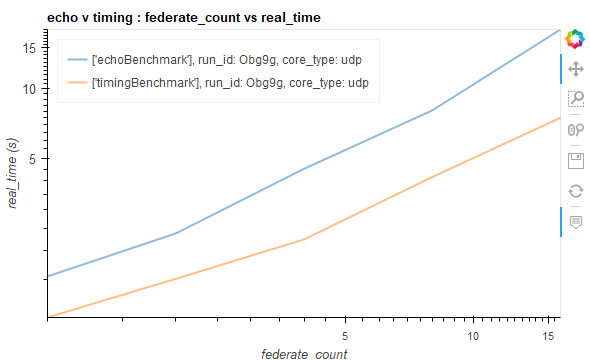 echo v timing : federate_count vs real_time
['echoBenchmark'], run_id: Obg9g, core_type: udp
['timingBenchmark'], run_id: Obg9g, core_type: udp
15
10
5
real_time (s)
5
10
15
federate_count